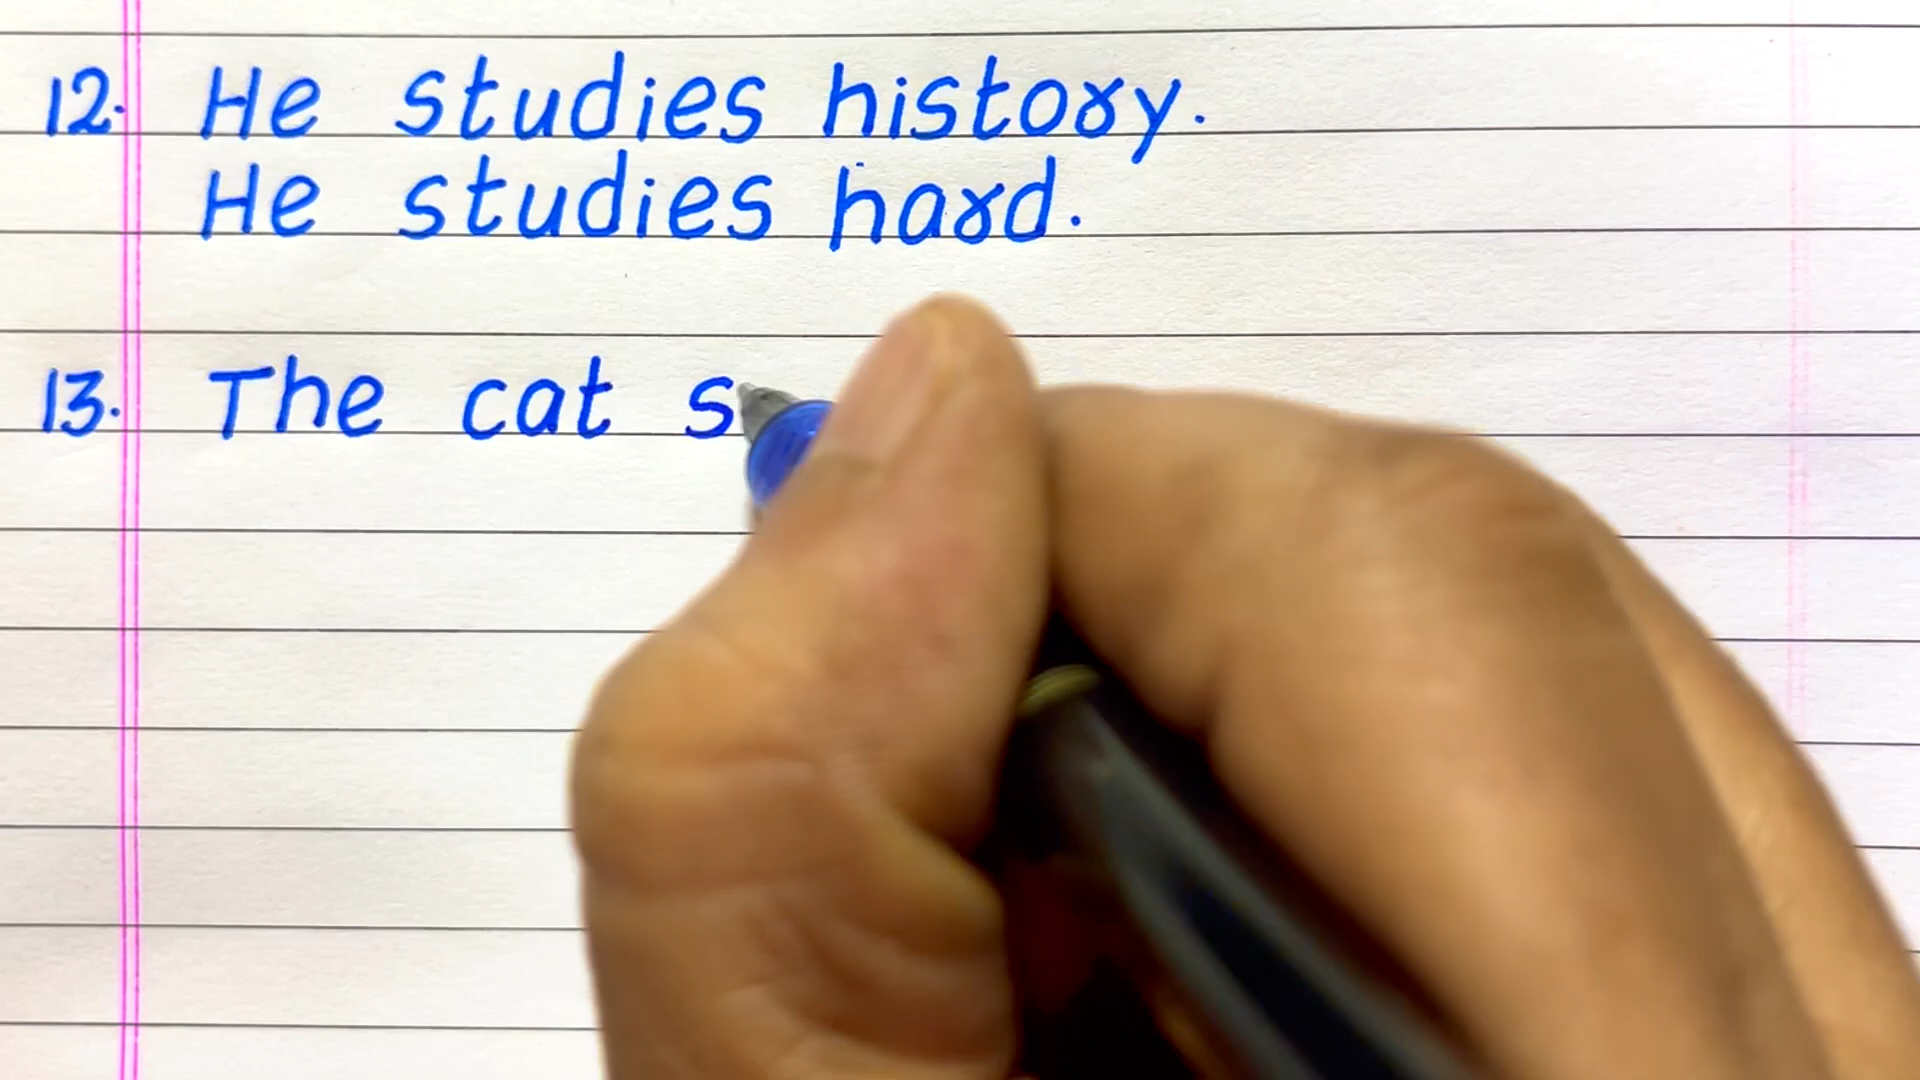 12. He studies history.
He studies hard.
13. The cat s